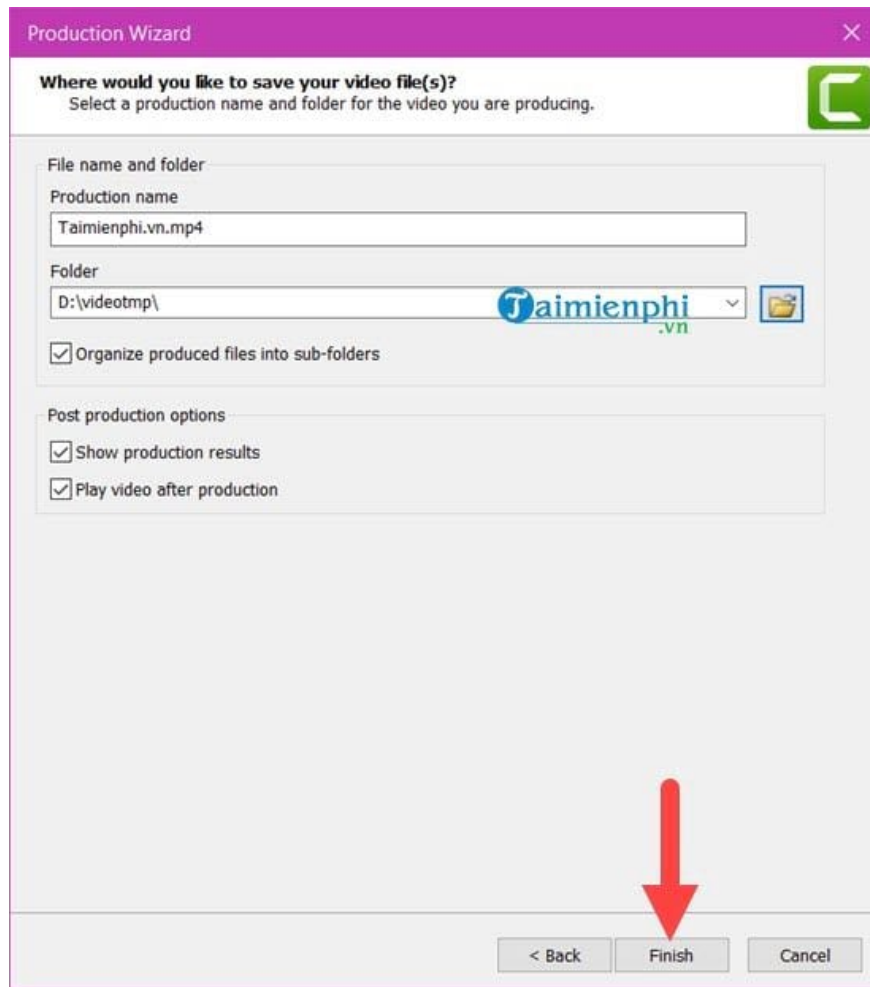 Production Wizard
Where would you like to save your video file(s)?
Select a production name and folder for the video you are producing.
File name and folder
Production name
Taimienphi.vn.mp4
Folder
D:\videotmp\
Taimienphi
.vn
Organize produced files into sub-folders
Post production options
Show production results
Play video after production
< Back Finish Cancel